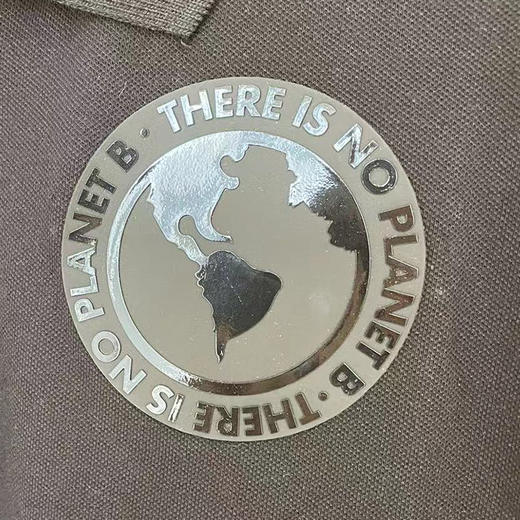 THERE IS NO PLANET B · THERE IS NO PLANET B ·